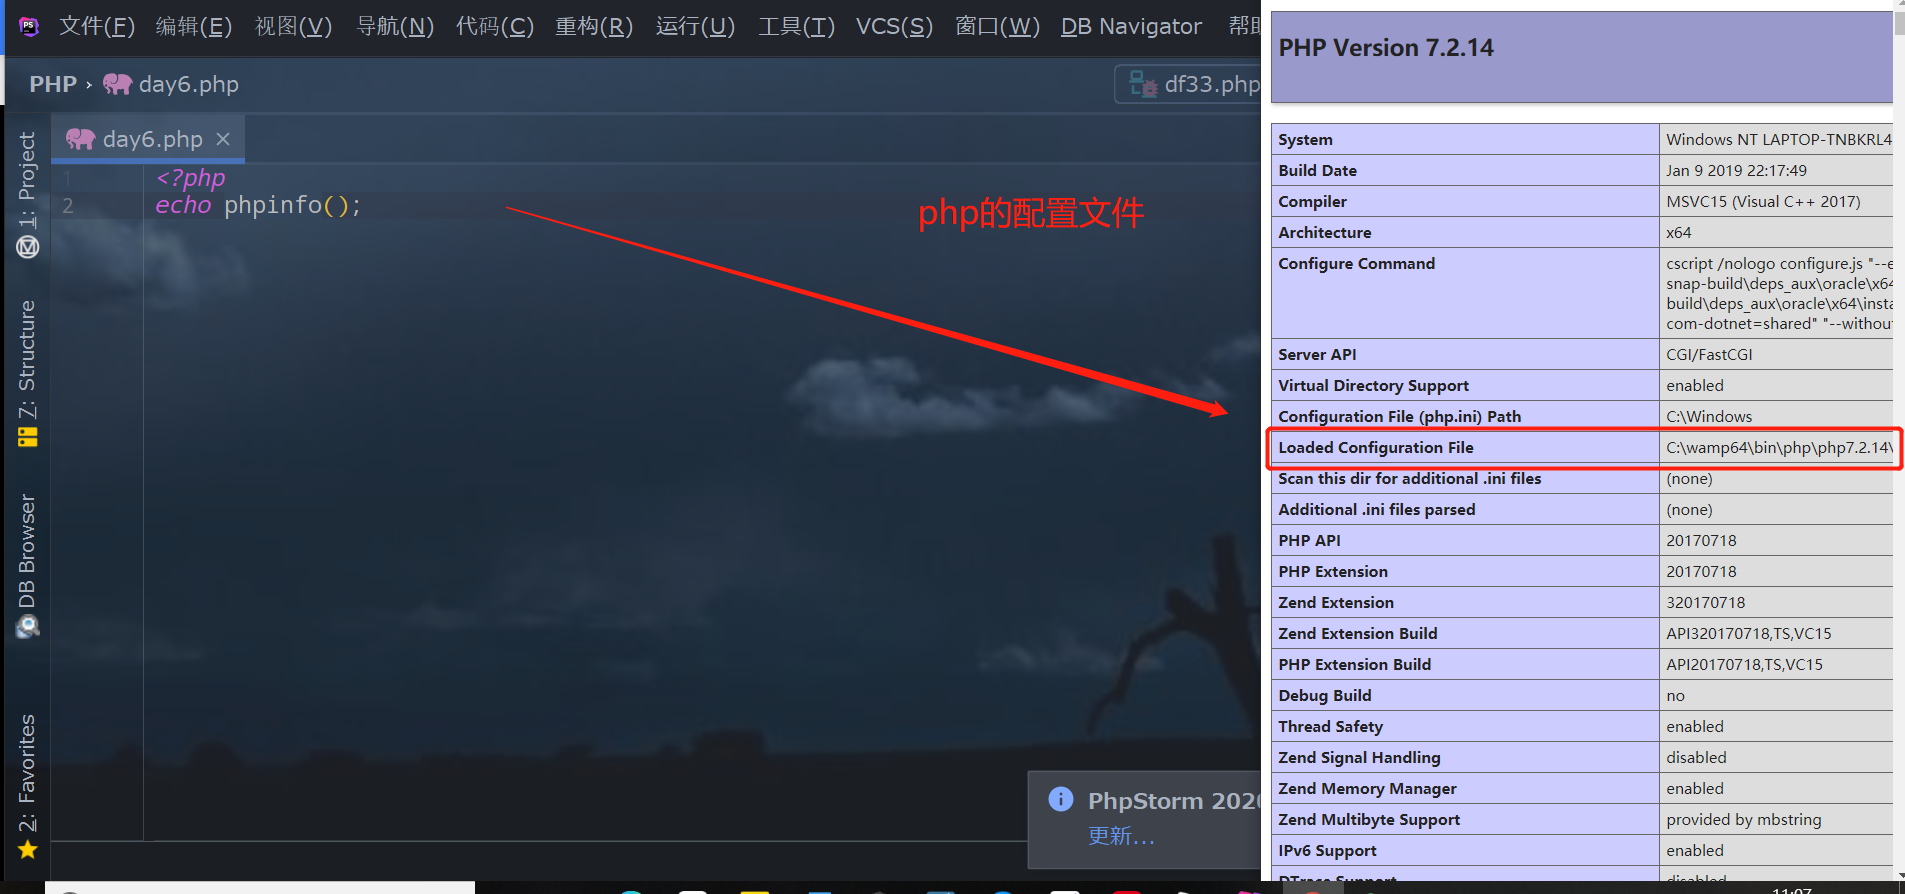 文件(F) 编辑(E) 视图(V) 导航(N) 代码(C) 重构(R) 运行(U) 工具(T) VCS(S) 窗口(W) DB Navigator 帮助
PHP › day6.php
df33.php
day6.php ×
1: Project
7: Structure
DB Browser
2: Favorites
1 <?php
2 echo phpinfo();
php的配置文件
PhpStorm 2020
更新...
PHP Version 7.2.14
System Windows NT LAPTOP-TNBKRL4
Build Date Jan 9 2019 22:17:49
Compiler MSVC15 (Visual C++ 2017)
Architecture x64
Configure Command cscript /nologo configure.js "--e
snap-build\deps_aux\oracle\x64
build\deps_aux\oracle\x64\insta
com-dotnet=shared" "--without
Server API CGI/FastCGI
Virtual Directory Support enabled
Configuration File (php.ini) Path C:\Windows
Loaded Configuration File C:\wamp64\bin\php\php7.2.14\
Scan this dir for additional .ini files (none)
Additional .ini files parsed (none)
PHP API 20170718
PHP Extension 20170718
Zend Extension 320170718
Zend Extension Build API320170718,TS,VC15
PHP Extension Build API20170718,TS,VC15
Debug Build no
Thread Safety enabled
Zend Signal Handling disabled
Zend Memory Manager enabled
Zend Multibyte Support provided by mbstring
IPv6 Support enabled
DTrace Support disabled
11:07